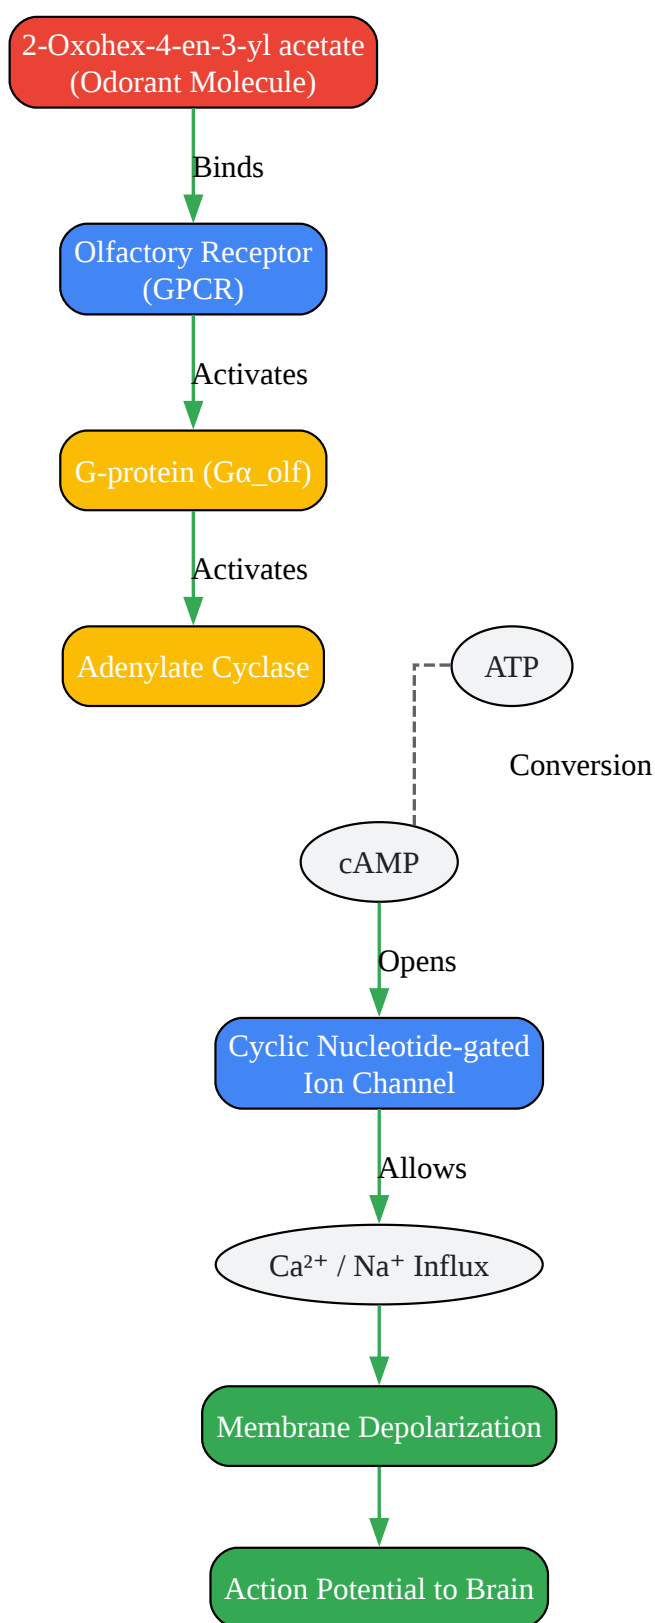 2-Oxohex-4-en-3-yl acetate
(Odorant Molecule)
Binds
Olfactory Receptor
(GPCR)
Activates
G-protein (Gα_olf)
Activates
Adenylate Cyclase
ATP
Conversion
cAMP
Opens
Cyclic Nucleotide-gated
Ion Channel
Allows
Ca²⁺ / Na⁺ Influx
Membrane Depolarization
Action Potential to Brain